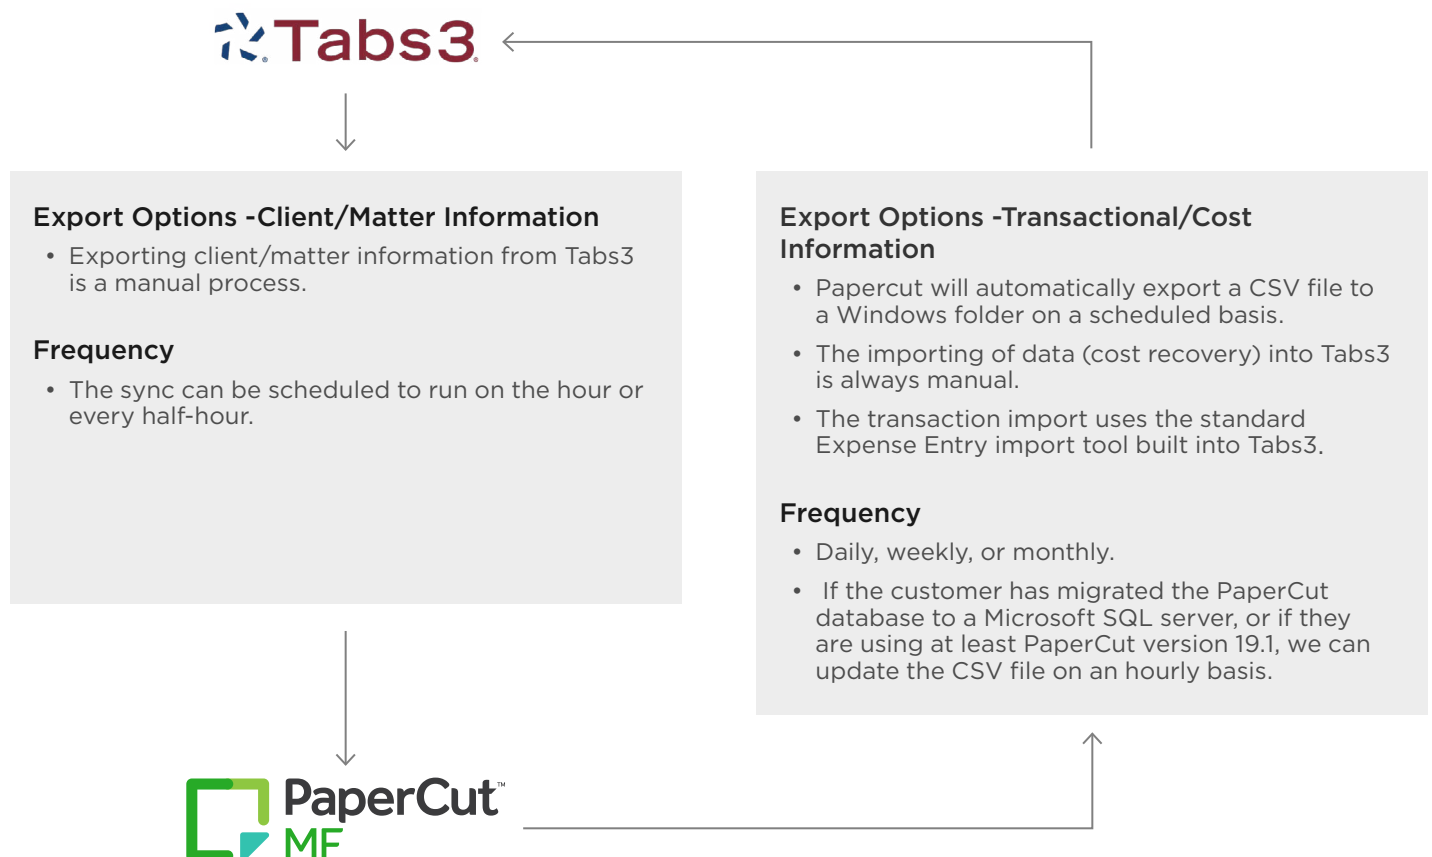 Tabs3
Export Options -Client/Matter Information
• Exporting client/matter information from Tabs3
is a manual process.
Frequency
• The sync can be scheduled to run on the hour or
every half-hour.
Export Options -Transactional/Cost
Information
• Papercut will automatically export a CSV file to
a Windows folder on a scheduled basis.
• The importing of data (cost recovery) into Tabs3
is always manual.
• The transaction import uses the standard
Expense Entry import tool built into Tabs3.
Frequency
• Daily, weekly, or monthly.
• If the customer has migrated the PaperCut
database to a Microsoft SQL server, or if they
are using at least PaperCut version 19.1, we can
update the CSV file on an hourly basis.
PaperCut™
MF